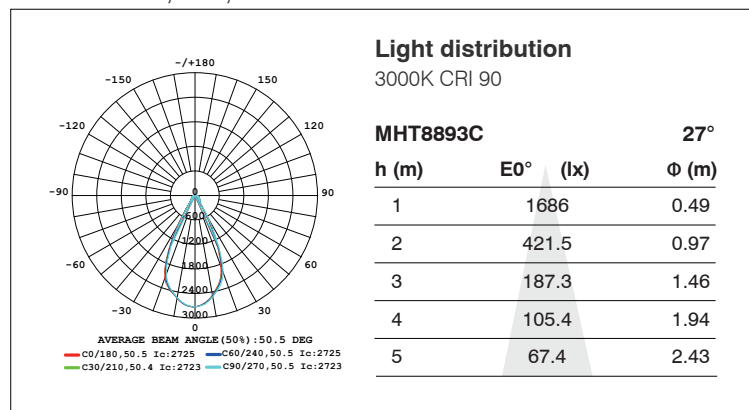 -/+180
-150 150
-120 120
-90 90
-60 60
-30 30
0
0
600
1200
1800
2400
3000
AVERAGE BEAM ANGLE(50%):50.5 DEG
C0/180,50.5 Ic:2725 C60/240,50.5 Ic:2725
C30/210,50.4 Ic:2723 C90/270,50.5 Ic:2723
Light distribution
3000K CRI 90
MHT8893C 27°
h (m) E0° (lx) Φ (m)
1 1686 0.49
2 421.5 0.97
3 187.3 1.46
4 105.4 1.94
5 67.4 2.43